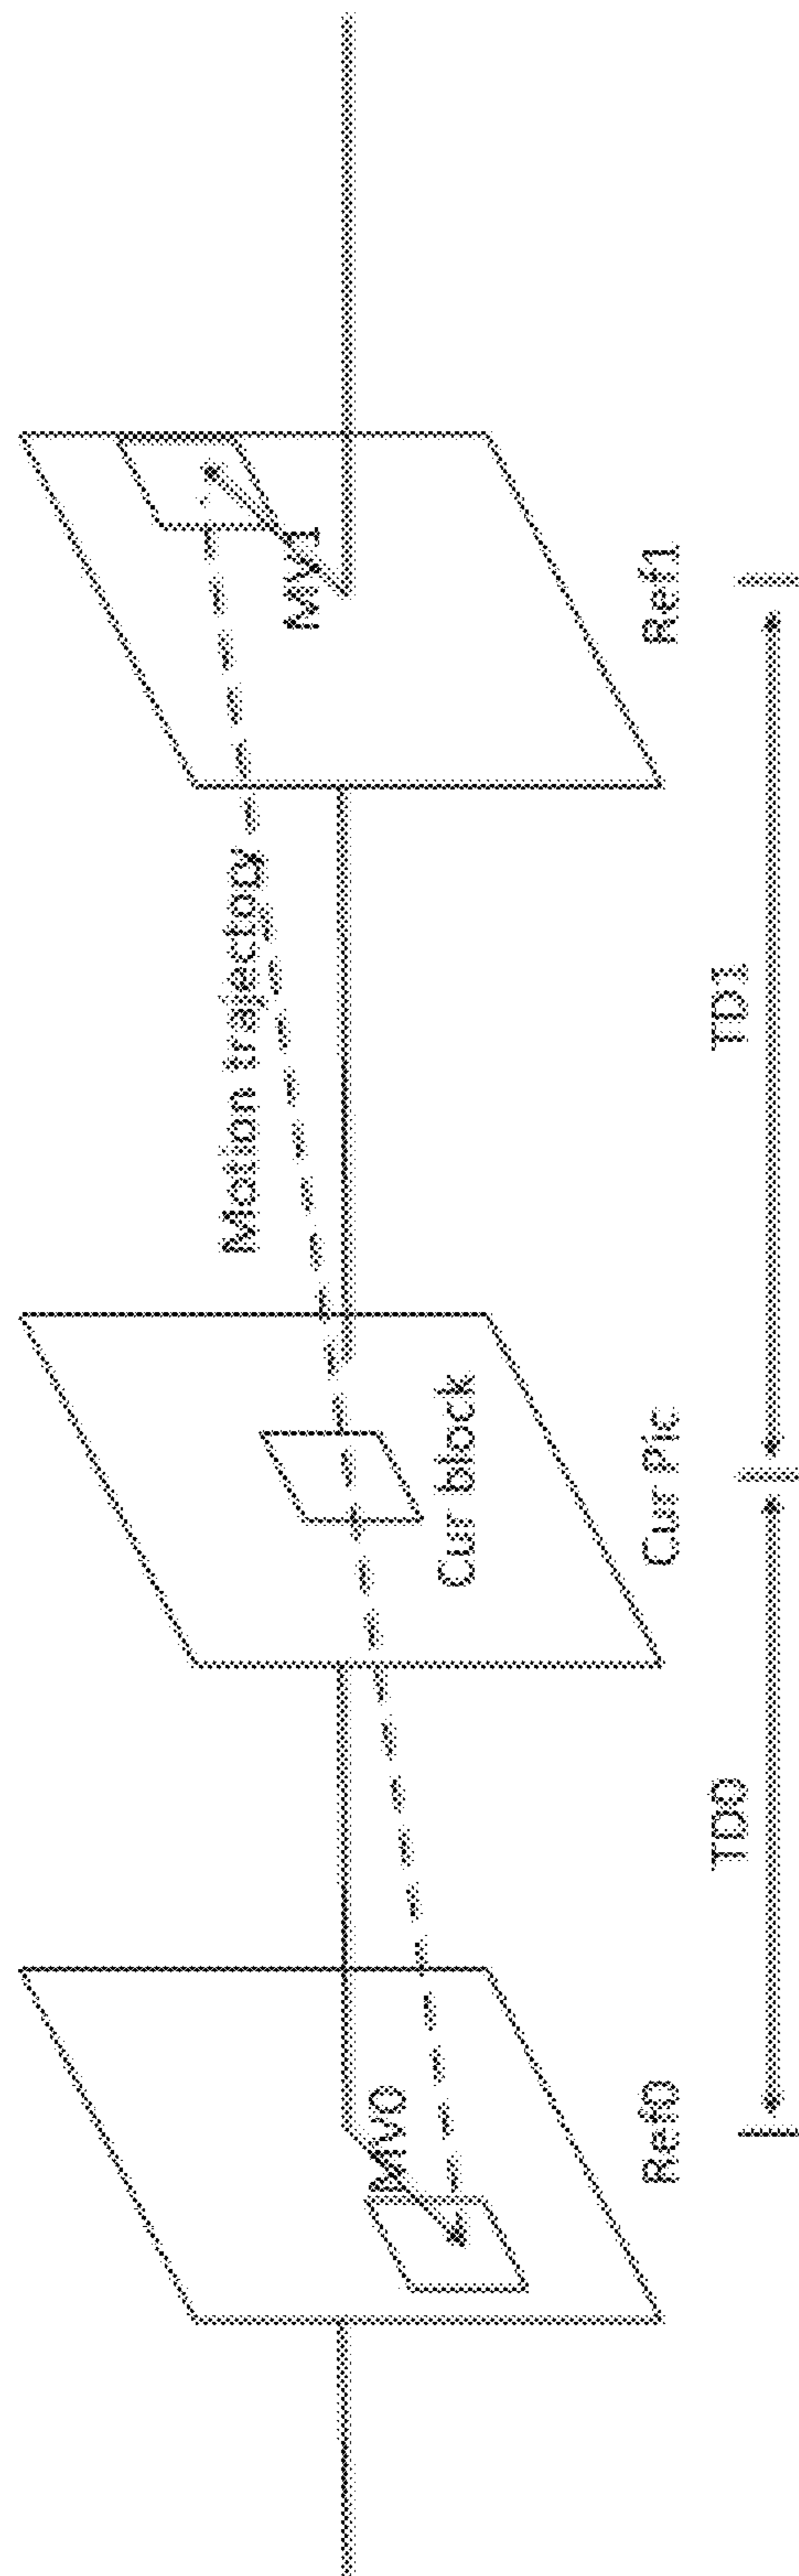 Motion trajectory
MV0
MV1
Cur block
Ref0
Cur Pic
Ref1
TD0
TD1